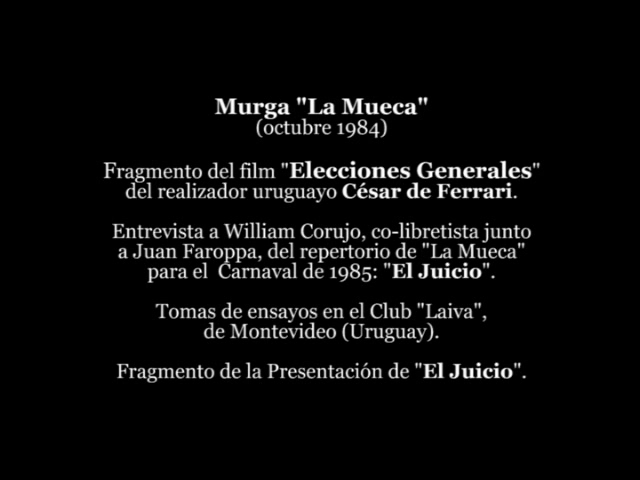 Murga "La Mueca"
(octubre 1984)
Fragmento del film "Elecciones Generales"
del realizador uruguayo César de Ferrari.
Entrevista a William Corujo, co-libretista junto
a Juan Faroppa, del repertorio de "La Mueca"
para el Carnaval de 1985: "El Juicio".
Tomas de ensayos en el Club "Laiva",
de Montevideo (Uruguay).
Fragmento de la Presentación de "El Juicio".